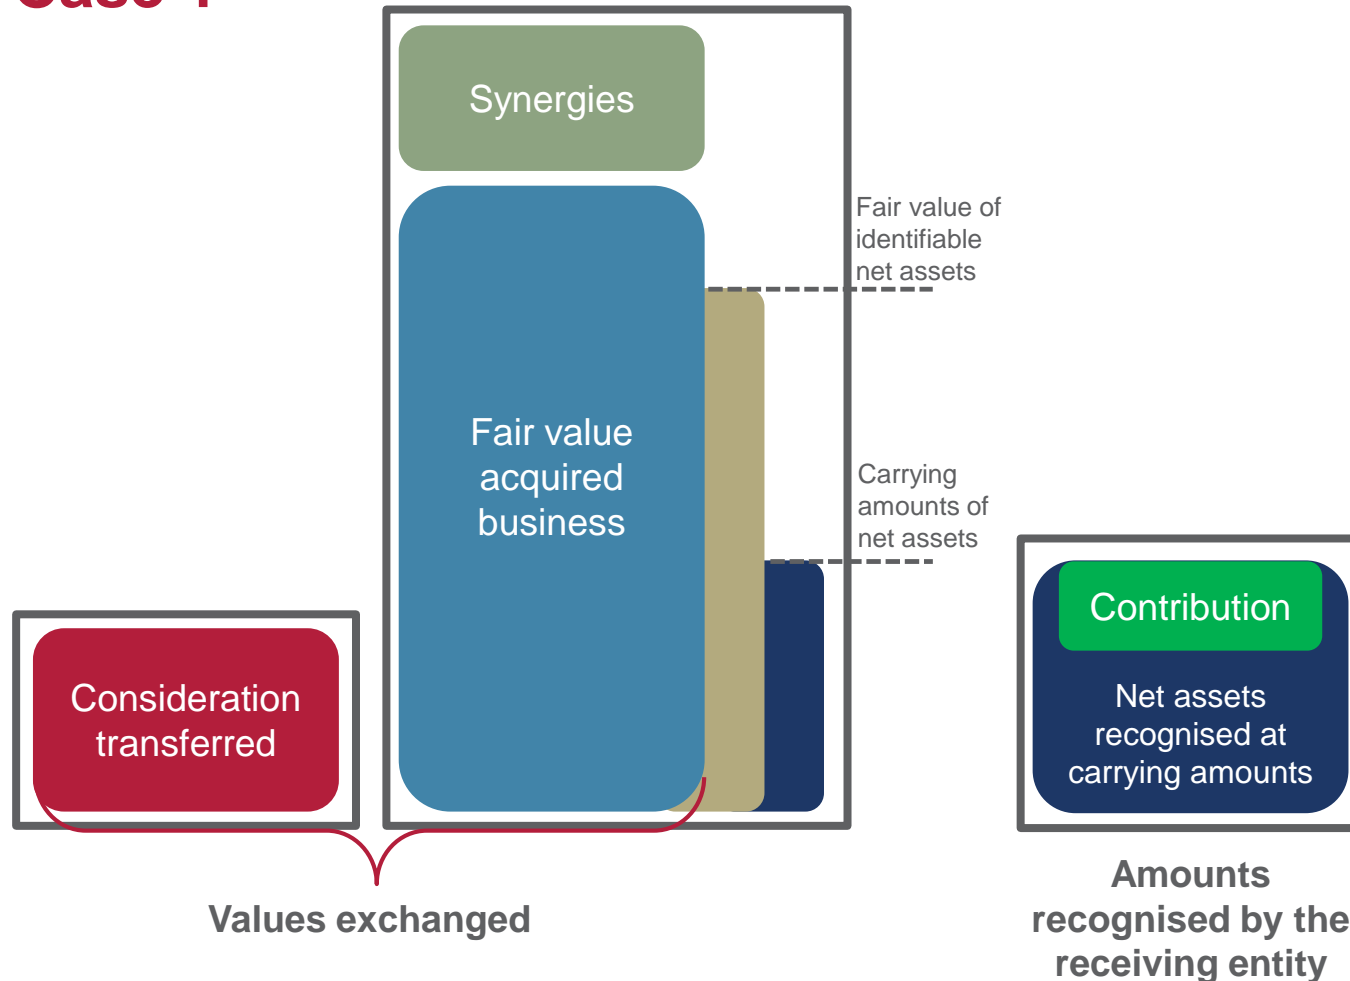 Synergies
Fair value of
identifiable
net assets
Fair value
acquired
business
Carrying
amounts of
net assets
Contribution
Net assets
recognised at
carrying amounts
Consideration
transferred
Values exchanged
Amounts
recognised by the
receiving entity